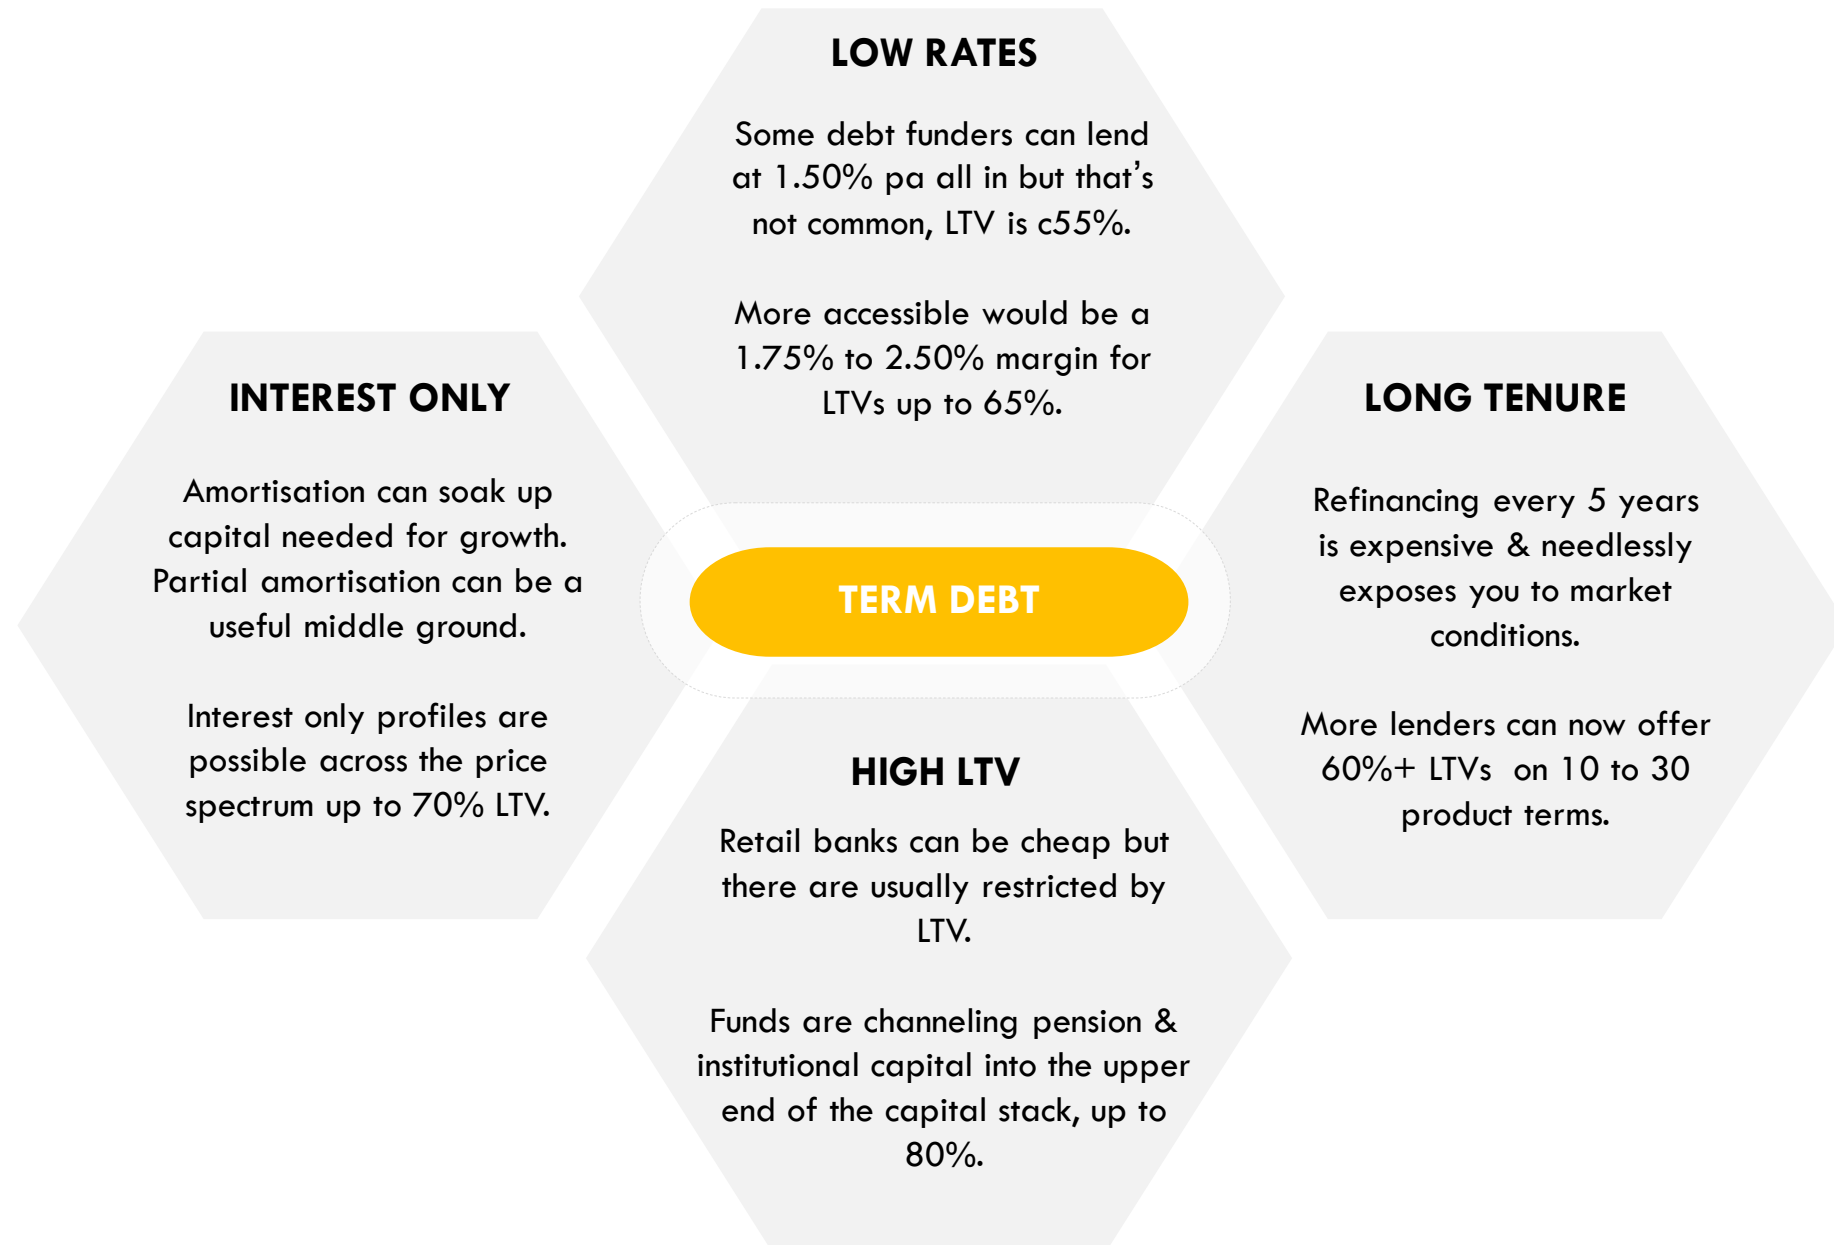 LOW RATES
Some debt funders can lend
at 1.50% pa all in but that’s
not common, LTV is c55%.
More accessible would be a
1.75% to 2.50% margin for
LTVs up to 65%.
INTEREST ONLY
Amortisation can soak up
capital needed for growth.
Partial amortisation can be a
useful middle ground.
Interest only profiles are
possible across the price
spectrum up to 70% LTV.
TERM DEBT
LONG TENURE
Refinancing every 5 years
is expensive & needlessly
exposes you to market
conditions.
More lenders can now offer
60%+ LTVs on 10 to 30
product terms.
HIGH LTV
Retail banks can be cheap but
there are usually restricted by
LTV.
Funds are channeling pension &
institutional capital into the upper
end of the capital stack, up to
80%.